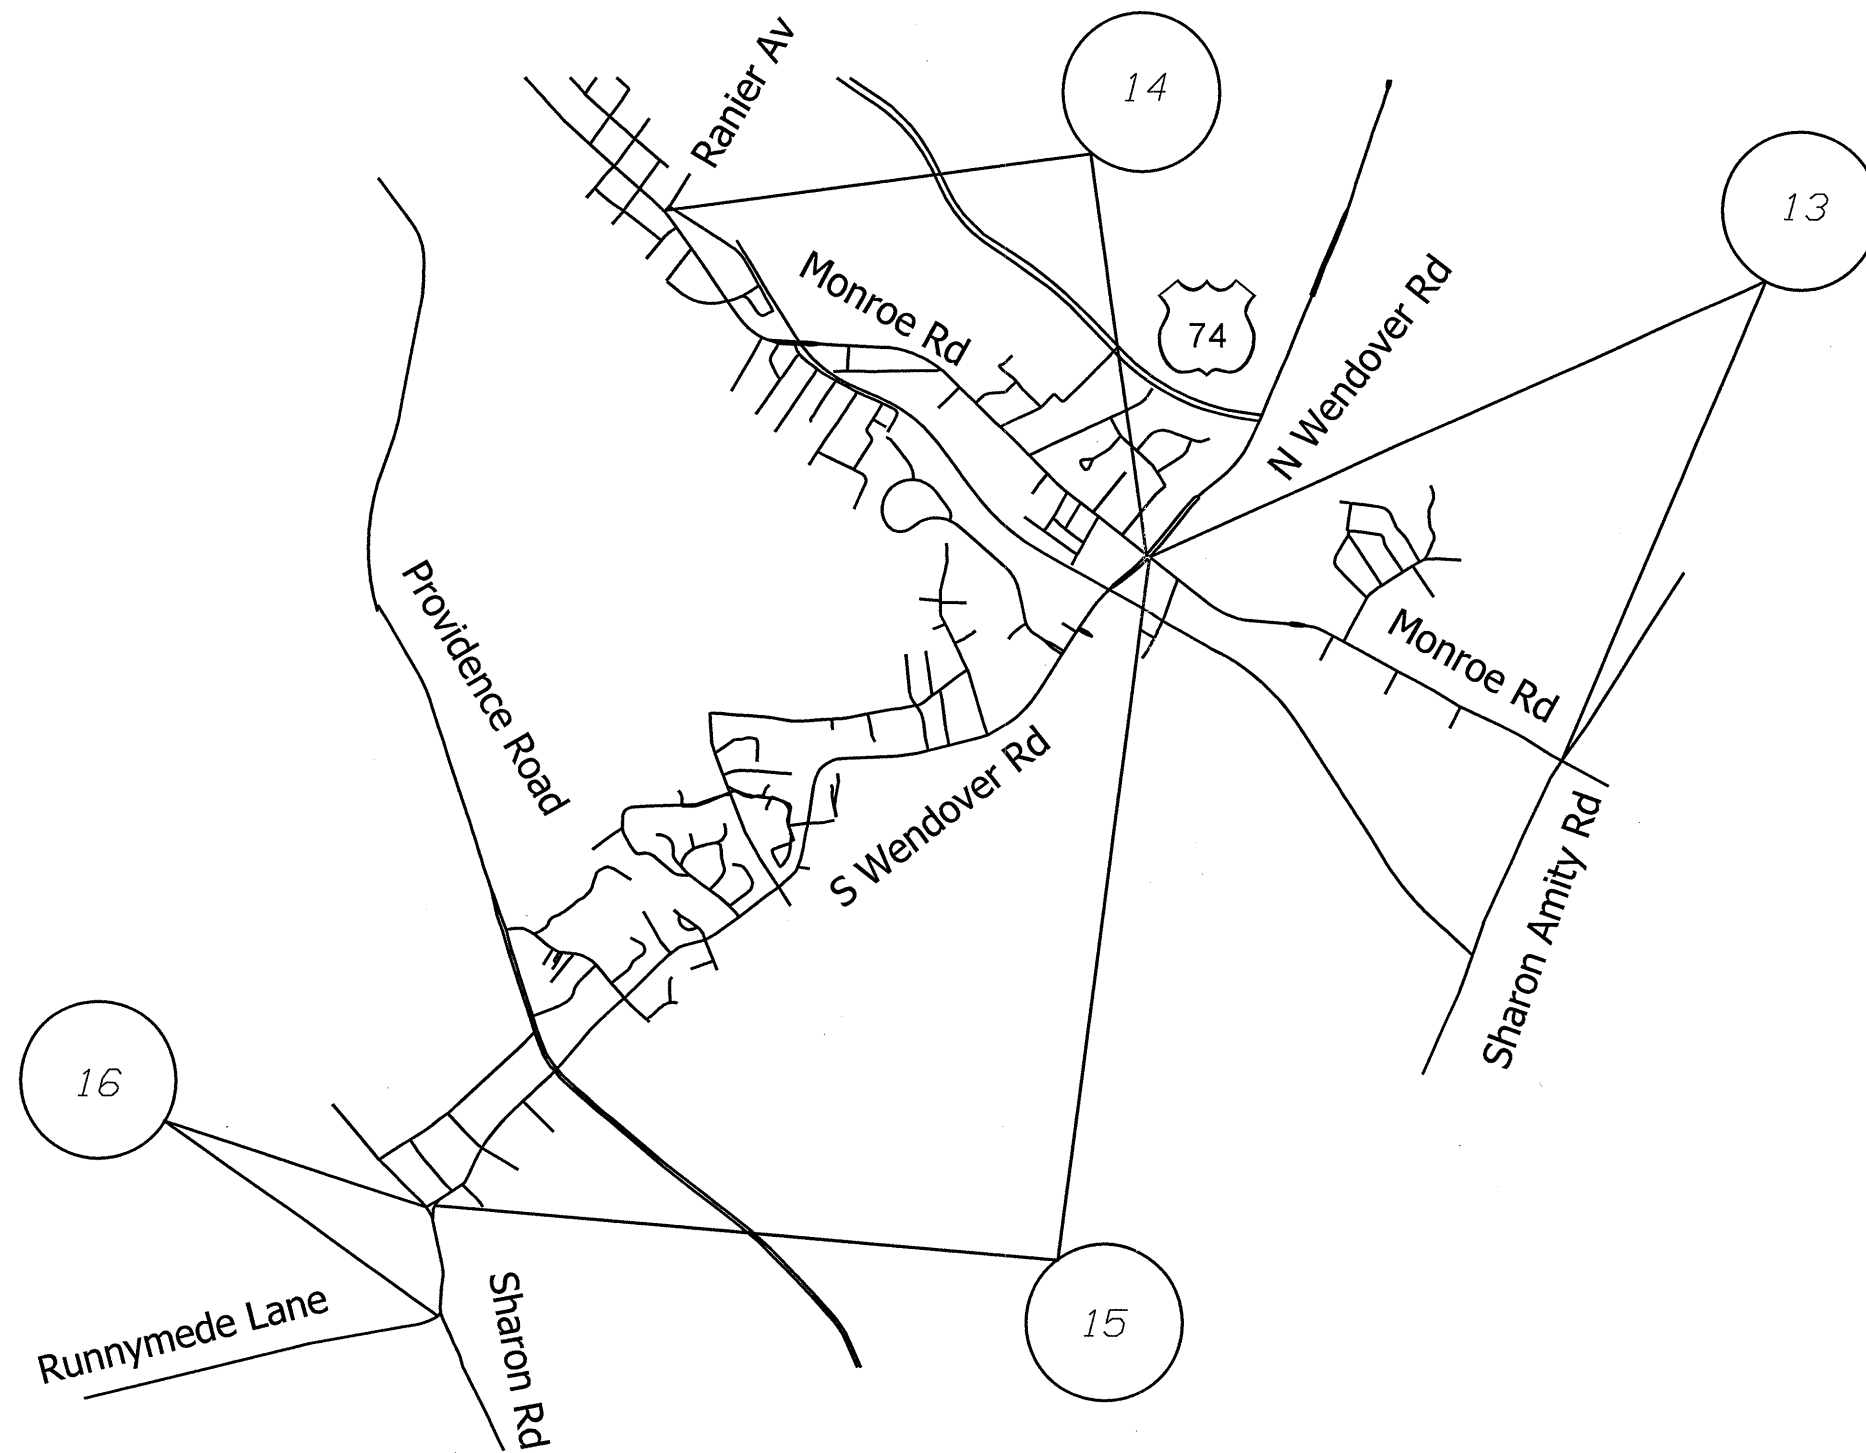 Ranier Av
14
13
Monroe Rd
74
N Wendover Rd
Providence Road
Monroe Rd
S Wendover Rd
Sharon Amity Rd
16
15
Runnymede Lane
Sharon Rd